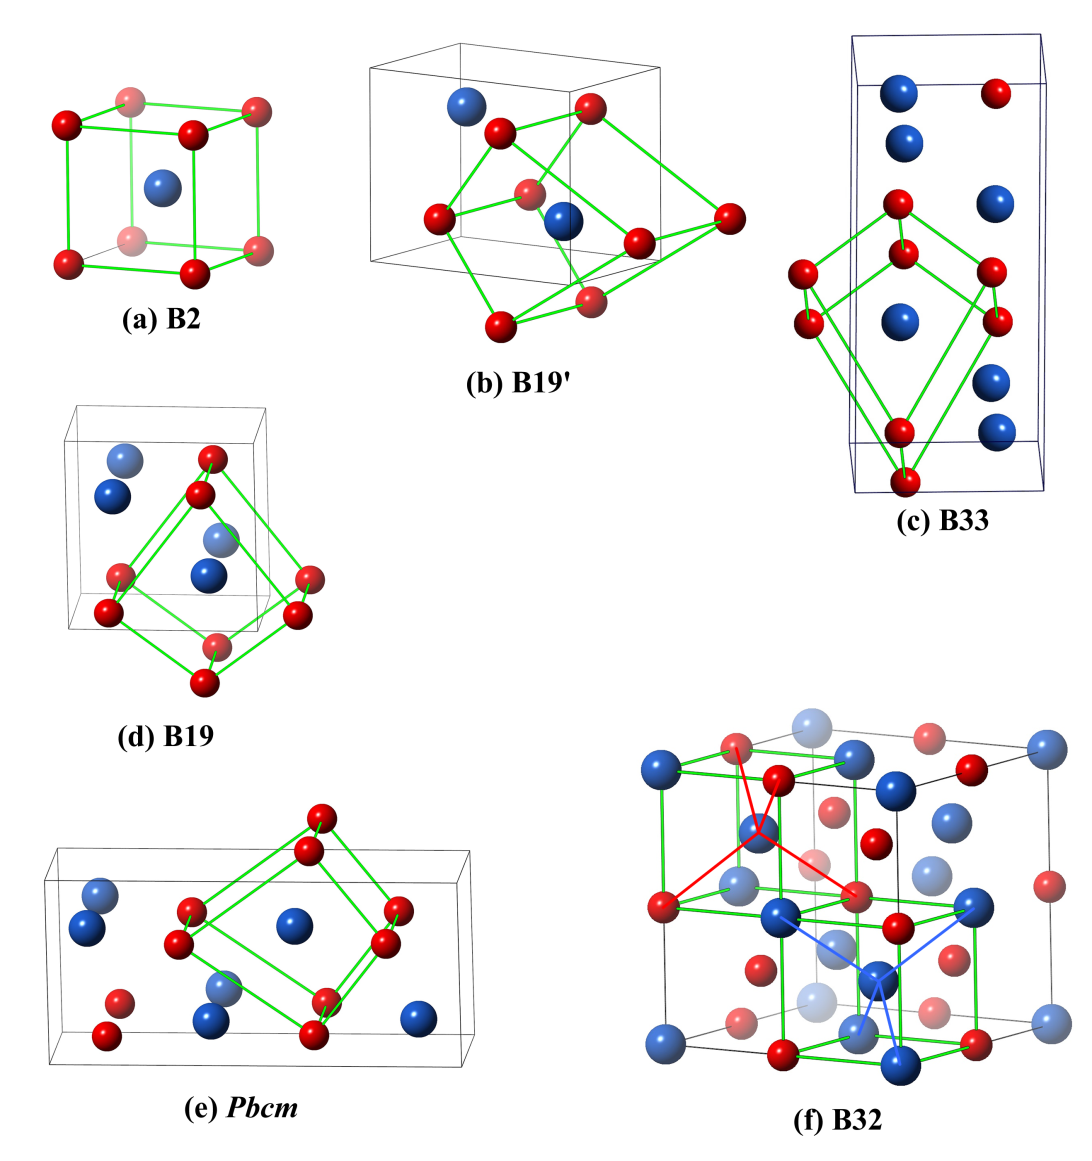 (a) B2
(b) B19'
(c) B33
(d) B19
(e) Pbcm
(f) B32